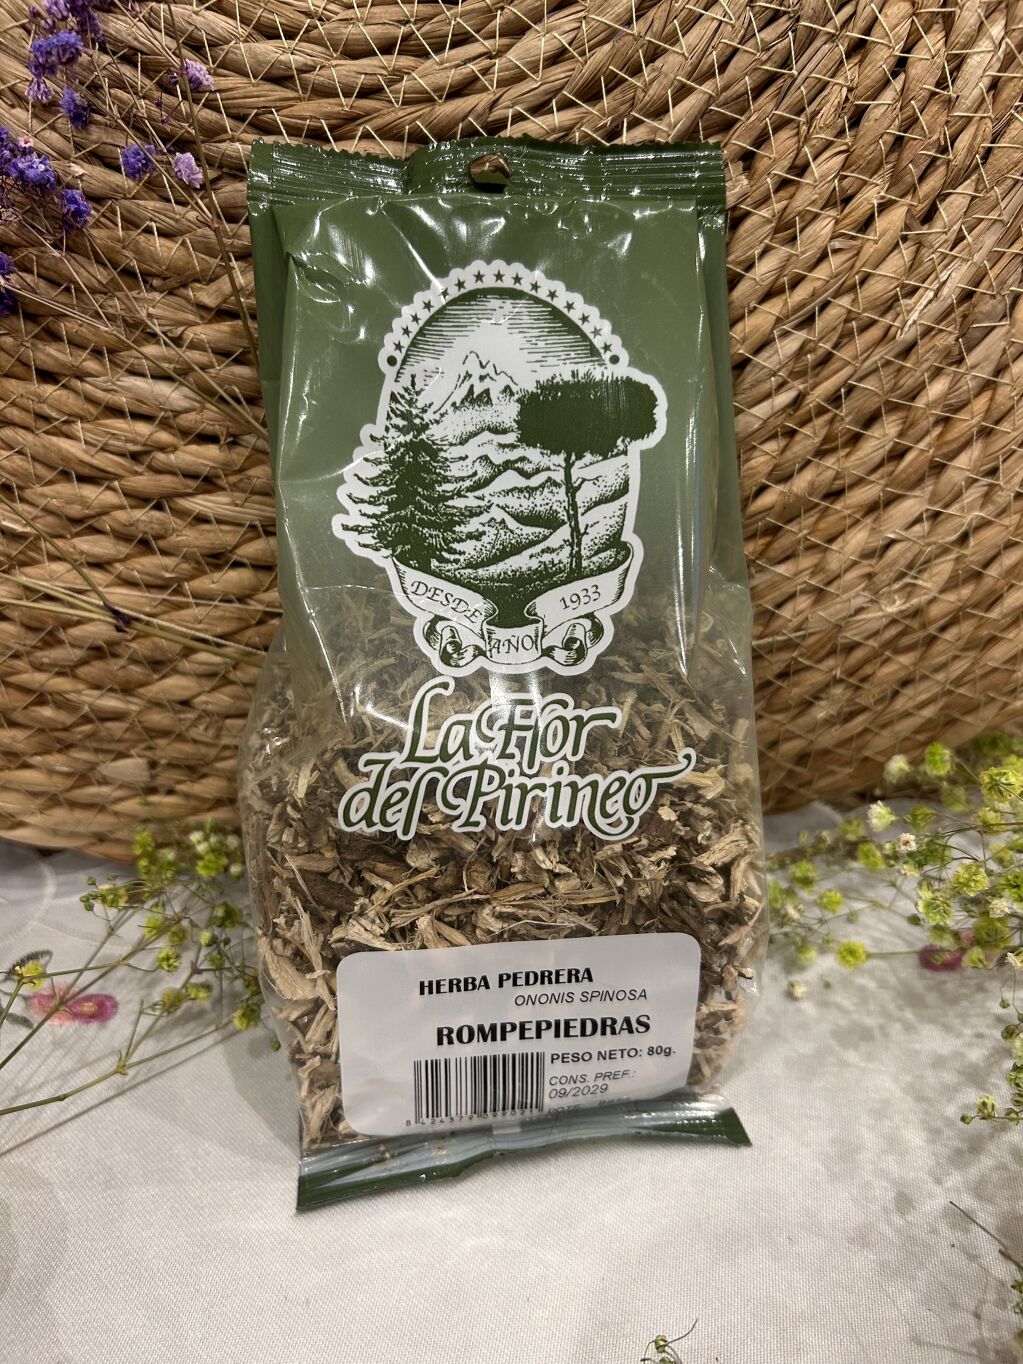 DESDE
AÑO
1933
La Flor
del Pirineo
HERBA PEDRERA
ONONIS SPINOSA
ROMPEPIEDRAS
PESO NETO: 80g.
CONS. PREF.:
09/2029